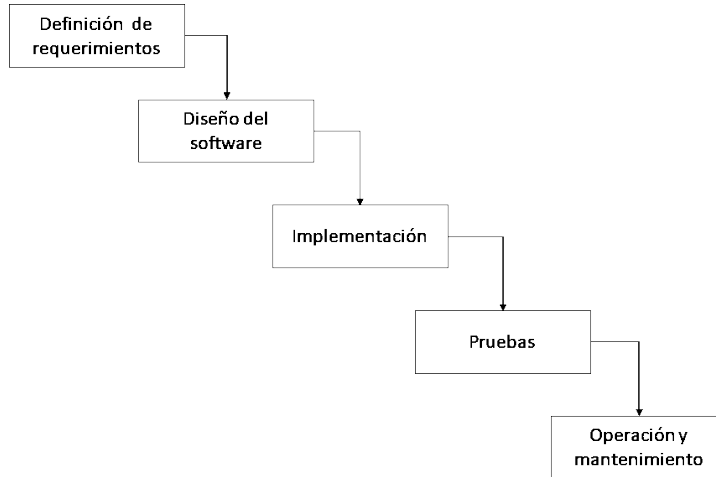 Definición de
requerimientos
Diseño del
software
Implementación
Pruebas
Operación y
mantenimiento